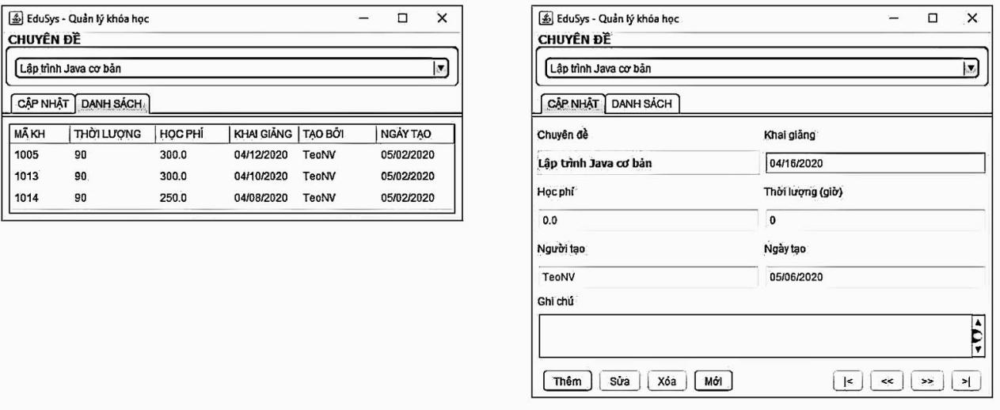 EduSys - Quản lý khóa học
CHUYÊN ĐỀ
Lập trình Java cơ bản
CẬP NHẬT DANH SÁCH
MÃ KH THỜI LƯỢNG HỌC PHÍ KHAI GIẢNG TẠO BỞI NGÀY TẠO
1005 90 300.0 04/12/2020 TeoNV 05/02/2020
1013 90 300.0 04/10/2020 TeoNV 05/02/2020
1014 90 250.0 04/08/2020 TeoNV 05/02/2020
EduSys - Quản lý khóa học
CHUYÊN ĐỀ
Lập trình Java cơ bản
CẬP NHẬT DANH SÁCH
Chuyên đề Khai giảng
Lập trình Java cơ bản 04/16/2020
Học phí Thời lượng (giờ)
0.0 0
Người tạo Ngày tạo
TeoNV 05/06/2020
Ghi chú
Thêm Sửa Xóa Mới |< << >> >|